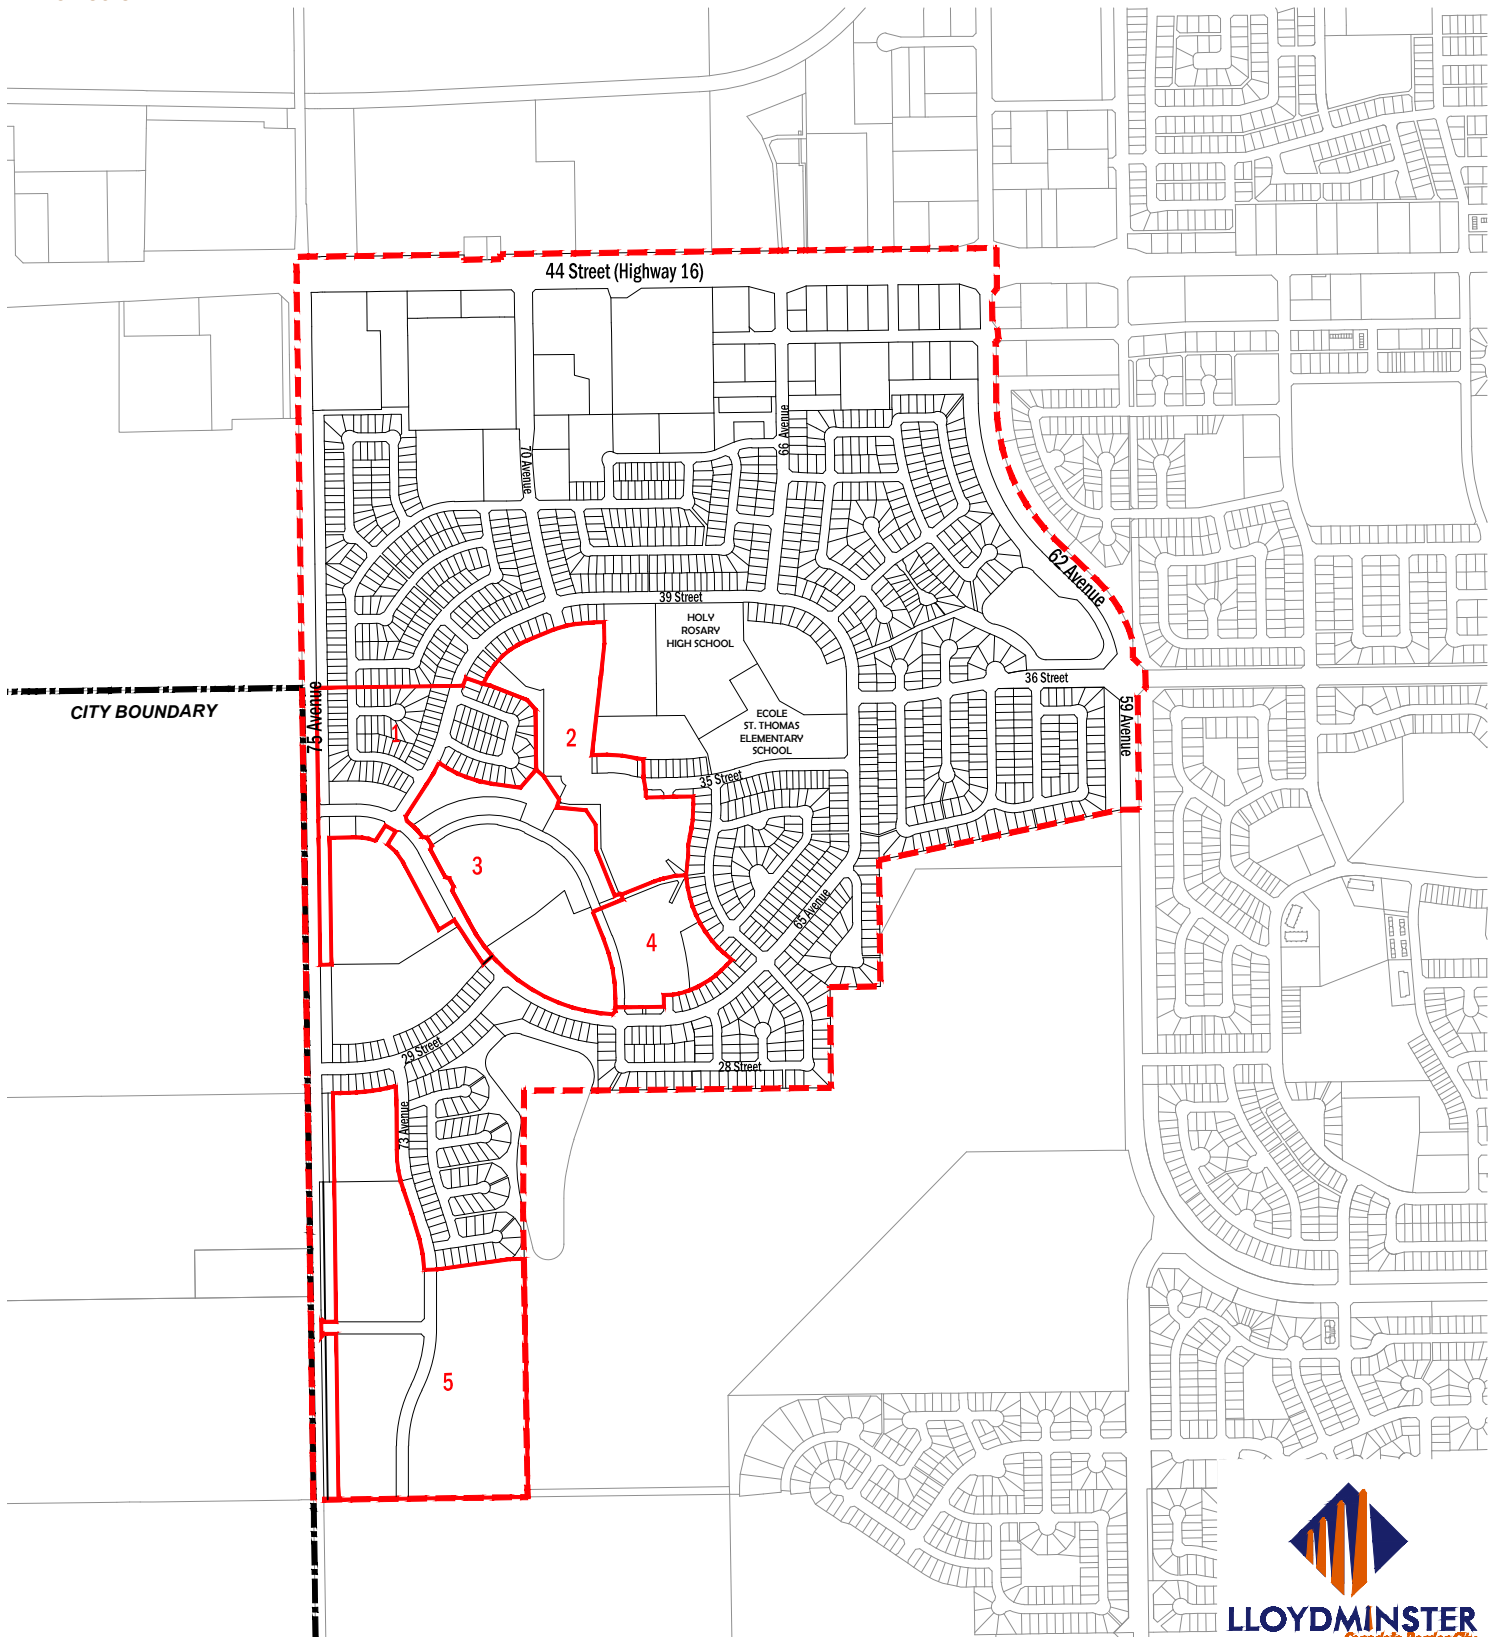 44 Street (Highway 16)
66 Avenue
70 Avenue
62 Avenue
39 Street
HOLY
ROSARY
HIGH SCHOOL
36 Street
CITY BOUNDARY
75 Avenue
59 Avenue
1
2
ECOLE
ST. THOMAS
ELEMENTARY
SCHOOL
35 Street
3
65 Avenue
4
29 Street
28 Street
73 Avenue
5
LLOYDMINSTER